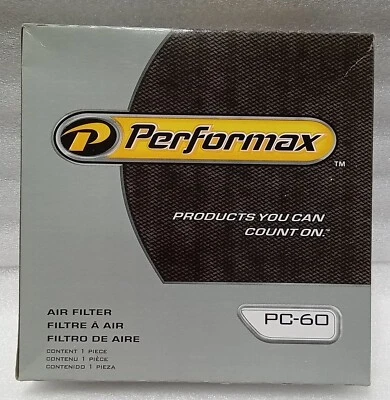 P Performax
TM
PRODUCTS YOU CAN
COUNT ON.™
AIR FILTER
FILTRE À AIR
FILTRO DE AIRE
CONTENT 1 PIECE
CONTENU 1 PIÈCE
CONTENIDO 1 PIEZA
PC-60